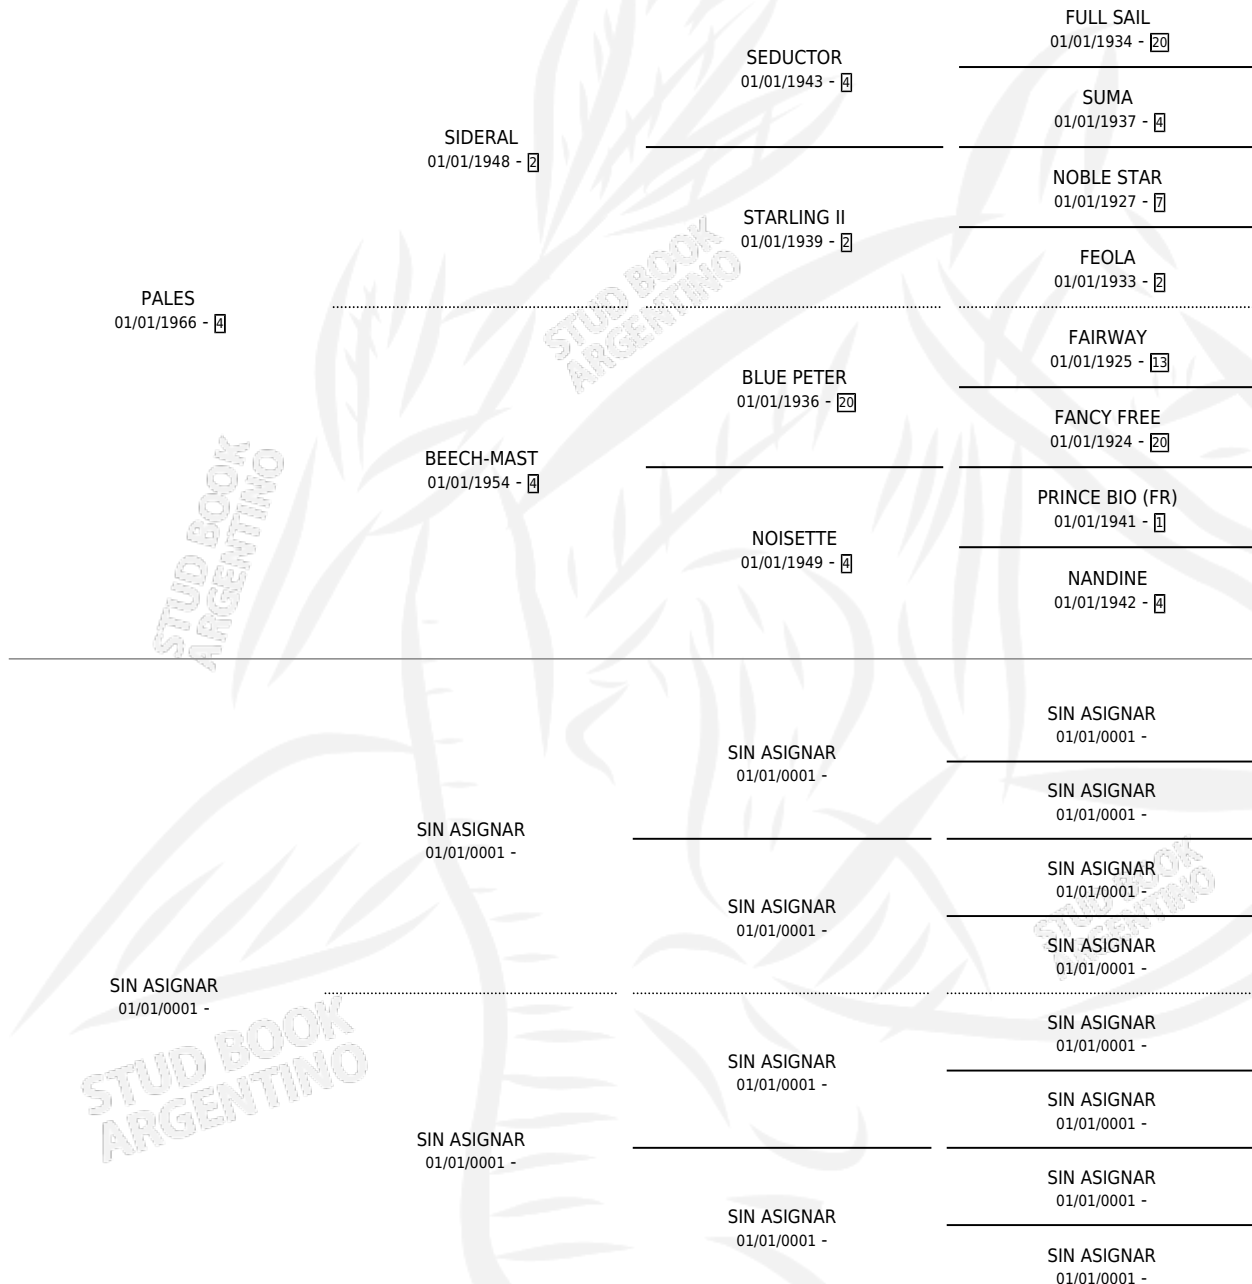 FULL SAIL
01/01/1934 - 20
SEDUCTOR
01/01/1943 - 4
SUMA
01/01/1937 - 4
SIDERAL
01/01/1948 - 2
NOBLE STAR
01/01/1927 - 7
STARLING II
01/01/1939 - 2
FEOLA
01/01/1933 - 2
PALES
01/01/1966 - 4
FAIRWAY
01/01/1925 - 13
BLUE PETER
01/01/1936 - 20
FANCY FREE
01/01/1924 - 20
BEECH-MAST
01/01/1954 - 4
PRINCE BIO (FR)
01/01/1941 - 1
NOISETTE
01/01/1949 - 4
NANDINE
01/01/1942 - 4
STUD BOOK
ARGENTINO
STUD BOOK
ARGENTINO
SIN ASIGNAR
01/01/0001 -
SIN ASIGNAR
01/01/0001 -
SIN ASIGNAR
01/01/0001 -
SIN ASIGNAR
01/01/0001 -
SIN ASIGNAR
01/01/0001 -
SIN ASIGNAR
01/01/0001 -
SIN ASIGNAR
01/01/0001 -
SIN ASIGNAR
01/01/0001 -
SIN ASIGNAR
01/01/0001 -
SIN ASIGNAR
01/01/0001 -
SIN ASIGNAR
01/01/0001 -
SIN ASIGNAR
01/01/0001 -
SIN ASIGNAR
01/01/0001 -
SIN ASIGNAR
01/01/0001 -
SIN ASIGNAR
01/01/0001 -
STUD BOOK
ARGENTINO
STUD BOOK
ARGENTINO